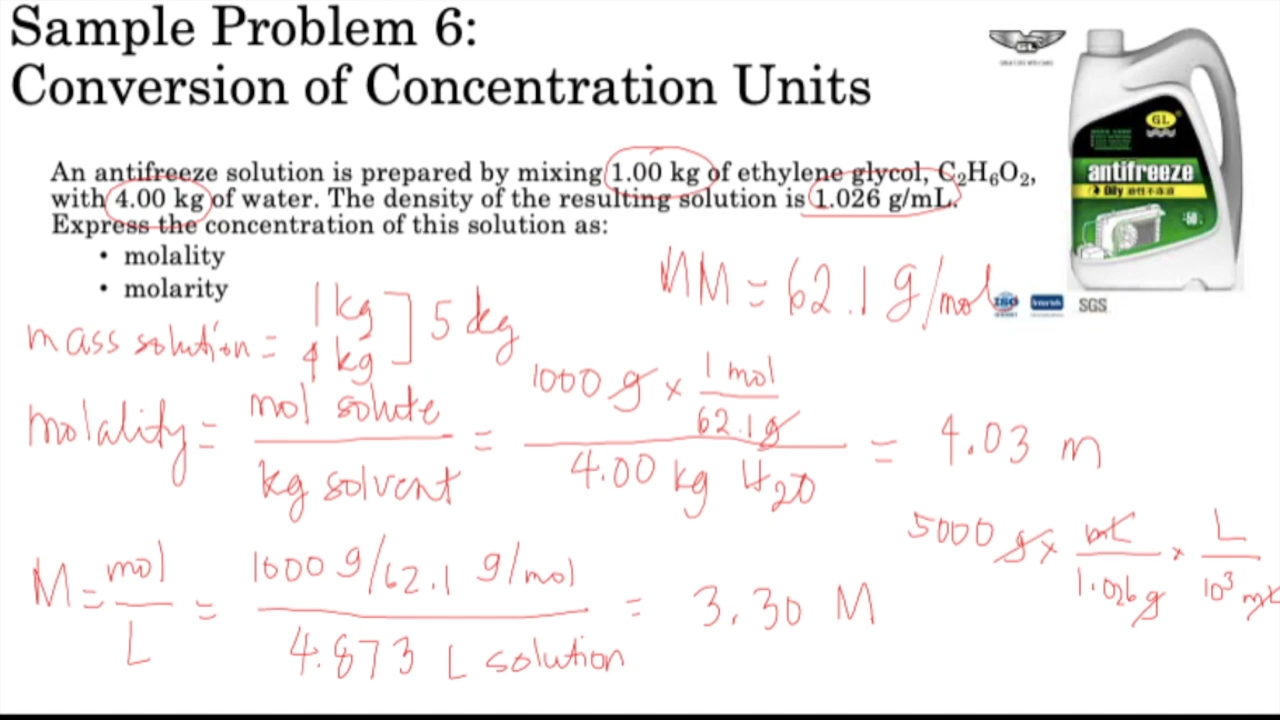 Sample Problem 6:
Conversion of Concentration Units
GL
GL
antifreeze
An antifreeze solution is prepared by mixing 1.00 kg of ethylene glycol, C₂H₆O₂,
with 4.00 kg of water. The density of the resulting solution is 1.026 g/mL.
Express the concentration of this solution as:
• molality
• molarity
MM = 62.1 g/mol
ISO Intertek SGS
mass solution = 1 kg
4 kg ] 5 kg
molality = mol solute / kg solvent = 1000 g × 1 mol / 62.1 g / 4.00 kg H₂O = 4.03 m
5000 g × mL / 1.026 g × L / 10³ mL
M = mol / L = 1000 g/62.1 g/mol / 4.873 L solution = 3.30 M